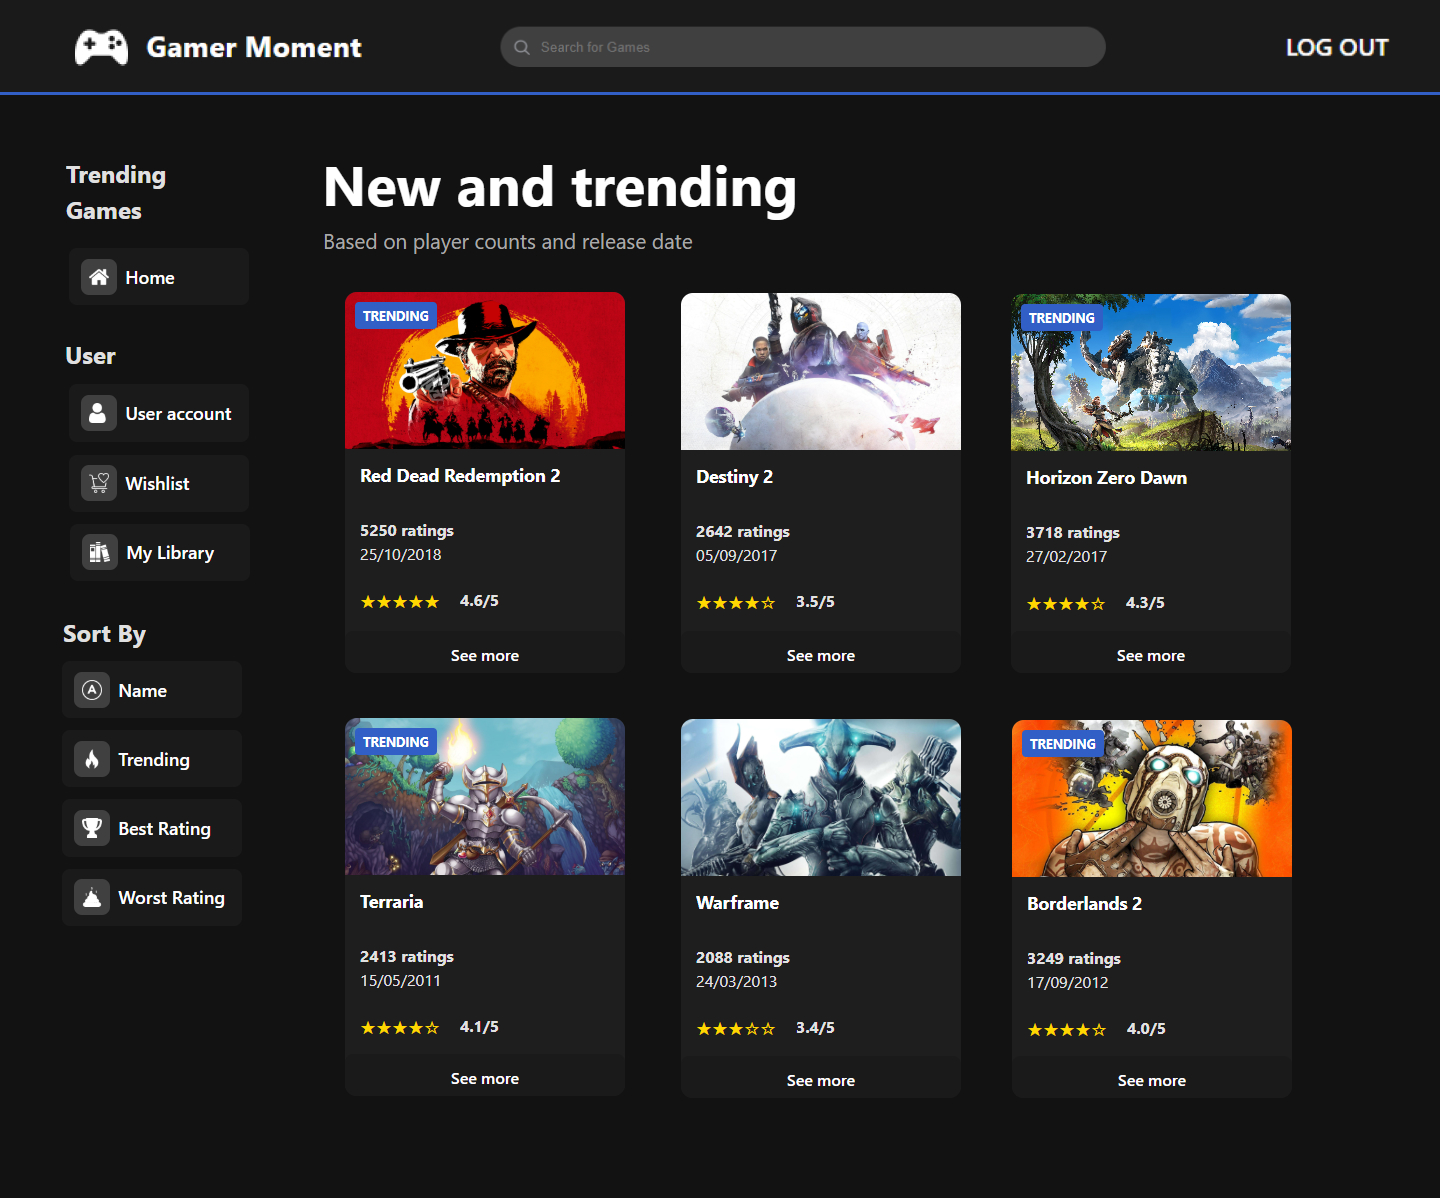 Gamer Moment
Search for Games
LOG OUT
Trending
Games
Home
User
User account
Wishlist
My Library
Sort By
Name
Trending
Best Rating
Worst Rating
New and trending
Based on player counts and release date
TRENDING
Red Dead Redemption 2
5250 ratings
25/10/2018
★★★★★ 4.6/5
See more
Destiny 2
2642 ratings
05/09/2017
★★★★☆ 3.5/5
See more
TRENDING
Horizon Zero Dawn
3718 ratings
27/02/2017
★★★★☆ 4.3/5
See more
TRENDING
Terraria
2413 ratings
15/05/2011
★★★★☆ 4.1/5
See more
Warframe
2088 ratings
24/03/2013
★★★☆☆ 3.4/5
See more
TRENDING
Borderlands 2
3249 ratings
17/09/2012
★★★★☆ 4.0/5
See more